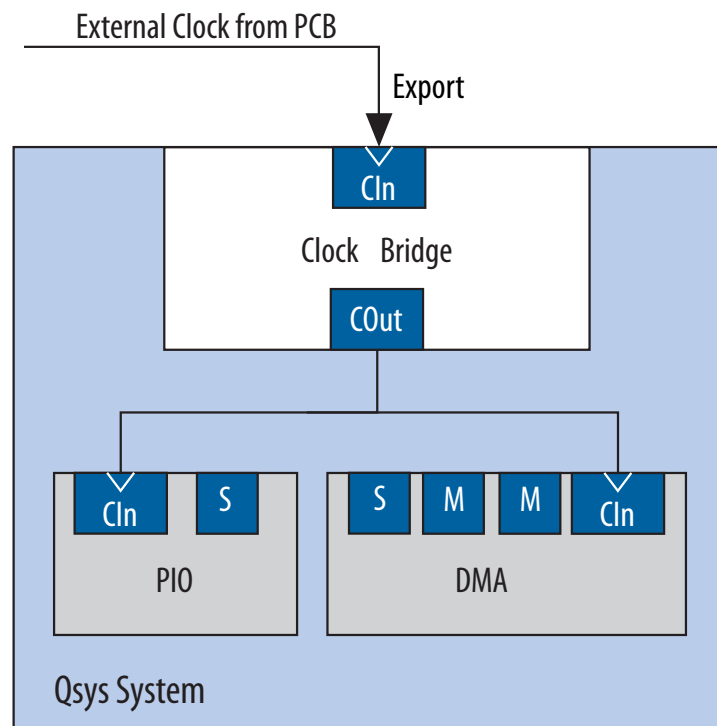 External Clock from PCB
Export
CIn
Clock Bridge
COut
CIn S S M M CIn
PIO DMA
Qsys System